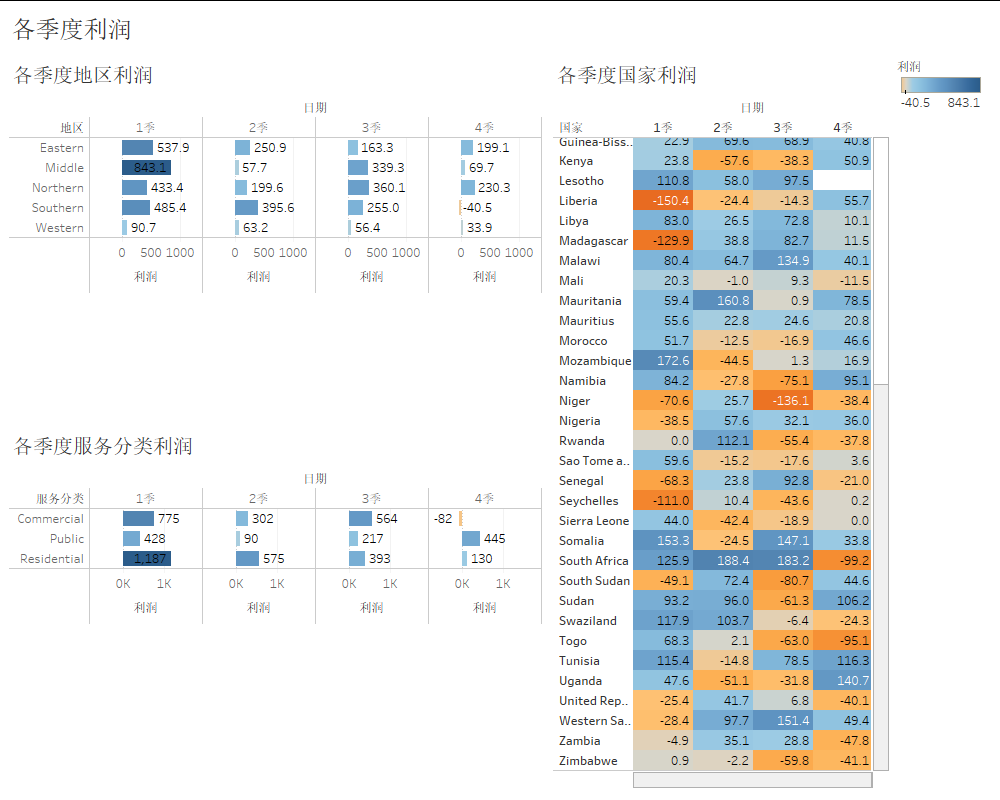 各季度利润
各季度地区利润
日期
地区 1季 2季 3季 4季
Eastern 537.9 250.9 163.3 199.1
Middle 843.1 57.7 339.3 69.7
Northern 433.4 199.6 360.1 230.3
Southern 485.4 395.6 255.0 -40.5
Western 90.7 63.2 56.4 33.9
0 500 1000 0 500 1000 0 500 1000 0 500 1000
利润 利润 利润 利润
各季度服务分类利润
日期
服务分类 1季 2季 3季 4季
Commercial 775 302 564 -82
Public 428 90 217 445
Residential 1,187 575 393 130
0K 1K 0K 1K 0K 1K 0K 1K
利润 利润 利润 利润
各季度国家利润
日期
国家 1季 2季 3季 4季
Guinea-Biss.. 22.9 69.6 68.9 40.8
Kenya 23.8 -57.6 -38.3 50.9
Lesotho 110.8 58.0 97.5
Liberia -150.4 -24.4 -14.3 55.7
Libya 83.0 26.5 72.8 10.1
Madagascar -129.9 38.8 82.7 11.5
Malawi 80.4 64.7 134.9 40.1
Mali 20.3 -1.0 9.3 -11.5
Mauritania 59.4 160.8 0.9 78.5
Mauritius 55.6 22.8 24.6 20.8
Morocco 51.7 -12.5 -16.9 46.6
Mozambique 172.6 -44.5 1.3 16.9
Namibia 84.2 -27.8 -75.1 95.1
Niger -70.6 25.7 -136.1 -38.4
Nigeria -38.5 57.6 32.1 36.0
Rwanda 0.0 112.1 -55.4 -37.8
Sao Tome a.. 59.6 -15.2 -17.6 3.6
Senegal -68.3 23.8 92.8 -21.0
Seychelles -111.0 10.4 -43.6 0.2
Sierra Leone 44.0 -42.4 -18.9 0.0
Somalia 153.3 -24.5 147.1 33.8
South Africa 125.9 188.4 183.2 -99.2
South Sudan -49.1 72.4 -80.7 44.6
Sudan 93.2 96.0 -61.3 106.2
Swaziland 117.9 103.7 -6.4 -24.3
Togo 68.3 2.1 -63.0 -95.1
Tunisia 115.4 -14.8 78.5 116.3
Uganda 47.6 -51.1 -31.8 140.7
United Rep.. -25.4 41.7 6.8 -40.1
Western Sa.. -28.4 97.7 151.4 49.4
Zambia -4.9 35.1 28.8 -47.8
Zimbabwe 0.9 -2.2 -59.8 -41.1
利润
-40.5 843.1